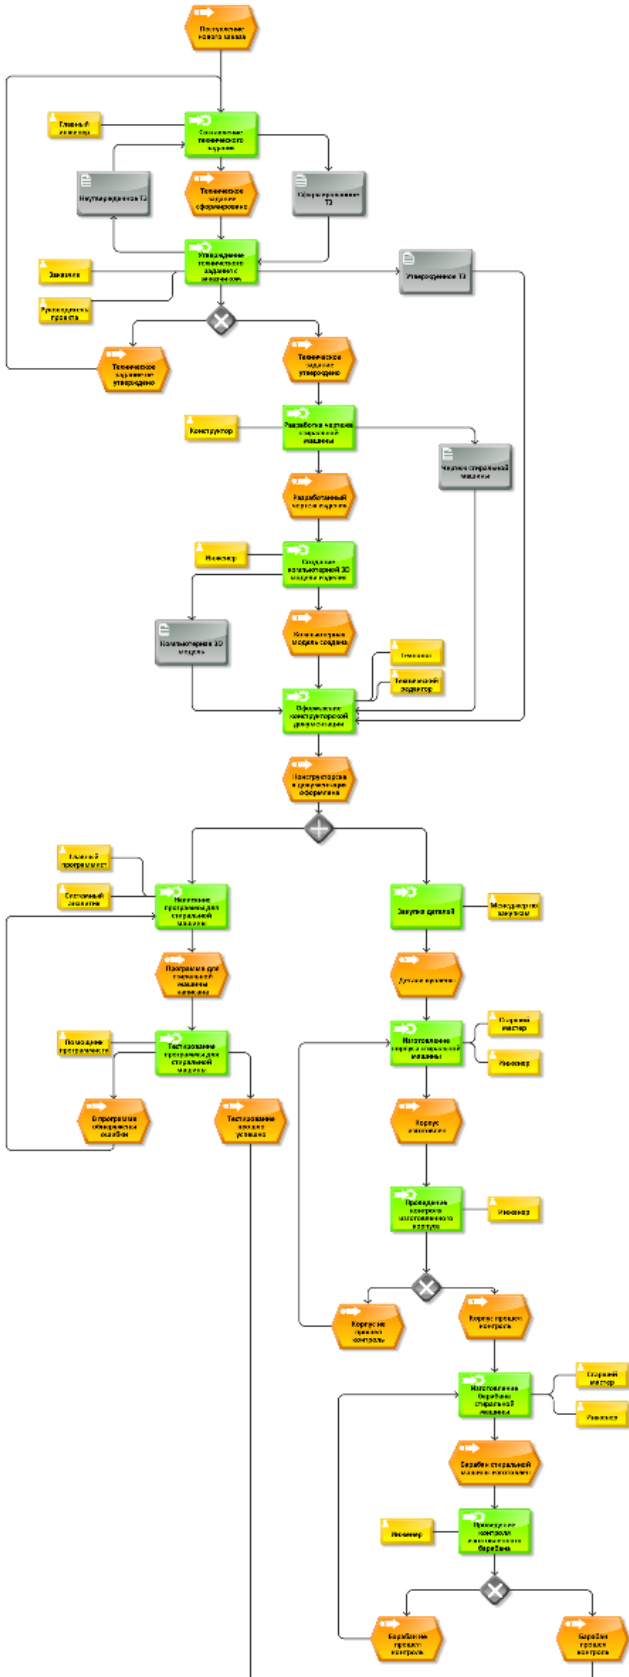 Поступление
нового заказа
Главный
инженер
Составление
технического
задания
Неутвержденное ТЗ
Техническое
задание
сформировано
Сформированное
ТЗ
Утверждение
технического
задания с
заказчиком
Заказчик
Руководитель
проекта
Утвержденное ТЗ
Техническое
задание не
утверждено
Техническое
задание
утверждено
Конструктор
Разработка чертежа
стиральной
машины
Чертеж стиральной
машины
Разработанный
чертеж изделия
Инженер
Создание
компьютерной 3D
модели изделия
Компьютерная 3D
модель
Компьютерная
модель создана
Технолог
Технический
редактор
Оформление
конструкторской
документации
Конструкторска
я документация
оформлена
Главный
программист
Системный
аналитик
Написание
программы для
стиральной
машины
Закупка деталей
Менеджер по
закупкам
Программа для
стиральной
машины
написана
Детали куплены
Помощник
программиста
Тестирование
программы для
стиральной
машины
Изготовление
корпуса стиральной
машины
Старший
мастер
Инженер
В программе
обнаружены
ошибки
Тестирование
прошло
успешно
Корпус
изготовлен
Проведение
контроля
изготовленного
корпуса
Инженер
Корпус не
прошел
контроль
Корпус прошел
контроль
Изготовление
барабана
стиральной
машины
Старший
мастер
Инженер
Барабан стиральной
машины изготовлен
Инженер
Проведение
контроля
изготовленного
барабана
Барабан не
прошел
контроль
Барабан
прошел
контроль